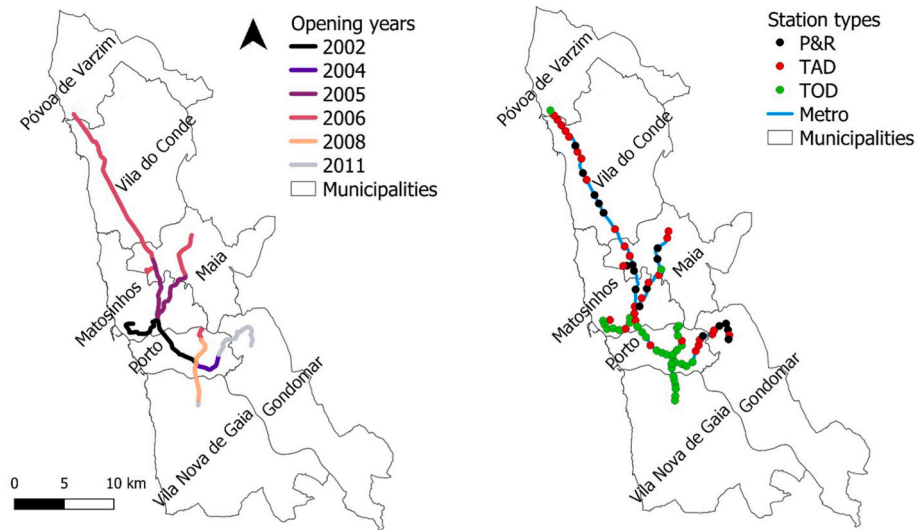 Opening years
2002
2004
2005
2006
2008
2011
Municipalities
Póvoa de Varzim
Vila do Conde
Maia
Matosinhos
Porto
Gondomar
Vila Nova de Gaia
0 5 10 km
Station types
P&R
TAD
TOD
Metro
Municipalities
Póvoa de Varzim
Vila do Conde
Maia
Matosinhos
Porto
Gondomar
Vila Nova de Gaia